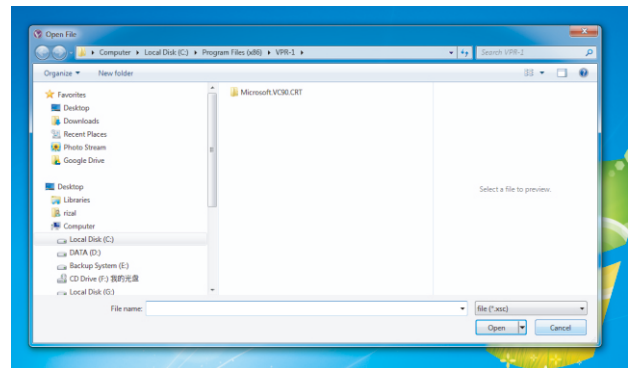 Open File
Computer ▸ Local Disk (C:) ▸ Program Files (x86) ▸ VPR-1 ▸
Search VPR-1
Organize ▾ New folder
Favorites
Desktop
Downloads
Recent Places
Photo Stream
Google Drive
Desktop
Libraries
rizal
Computer
Local Disk (C:)
DATA (D:)
Backup System (E:)
CD Drive (F:) 我的光盘
Local Disk (G:)
Microsoft.VC90.CRT
Select a file to preview.
File name:
file (*.xsc)
Open
Cancel